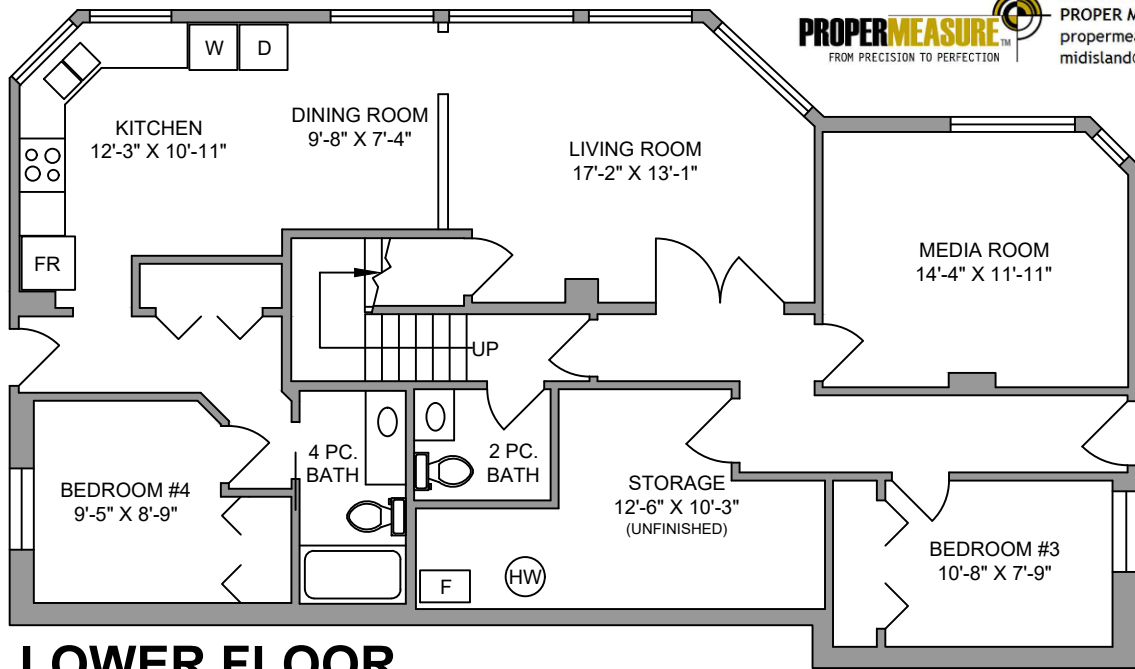 PROPERMEASURE™
FROM PRECISION TO PERFECTION
PROPER
W
D
KITCHEN
12'-3" X 10'-11"
DINING ROOM
9'-8" X 7'-4"
LIVING ROOM
17'-2" X 13'-1"
MEDIA ROOM
14'-4" X 11'-11"
FR
UP
4 PC.
BATH
2 PC.
BATH
BEDROOM #4
9'-5" X 8'-9"
STORAGE
12'-6" X 10'-3"
(UNFINISHED)
BEDROOM #3
10'-8" X 7'-9"
F
HW
LOWER FLOOR